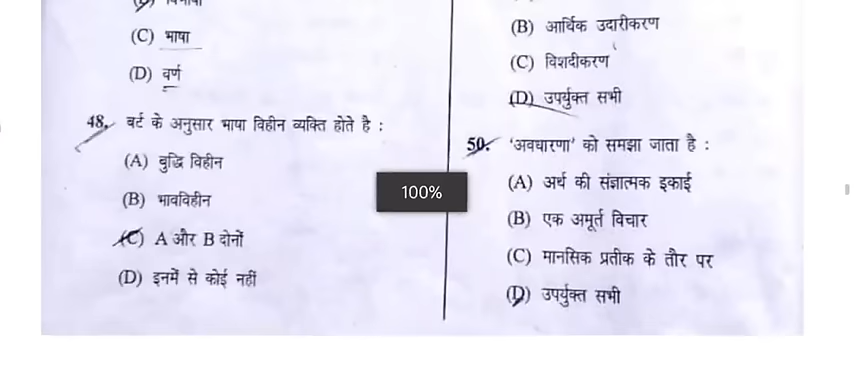 (C) भाषा
(D) वर्ण
48. बर्ट के अनुसार भाषा विहीन व्यक्ति होते है :
(A) बुद्धि विहीन
(B) भावविहीन
(C) A और B दोनों
(D) इनमें से कोई नहीं
(B) आर्थिक उदारीकरण
(C) विशदीकरण
(D) उपर्युक्त सभी
50. 'अवधारणा' को समझा जाता है :
(A) अर्थ की संज्ञात्मक इकाई
(B) एक अमूर्त विचार
(C) मानसिक प्रतीक के तौर पर
(D) उपर्युक्त सभी
100%